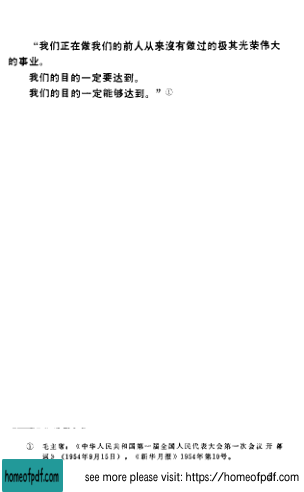 “我们正在做我们的前人从来沒有做过的极其光荣伟大
的事业。
我们的目的一定要达到。
我们的目的一定能够达到。”①
① 毛主席：《中华人民共和国第一届全国人民代表大会第一次会议开幕
词》（1954年9月15日），《新华月报》1954年第10号。
homeofpdf.com
see more please visit: https://homeofpdf.com